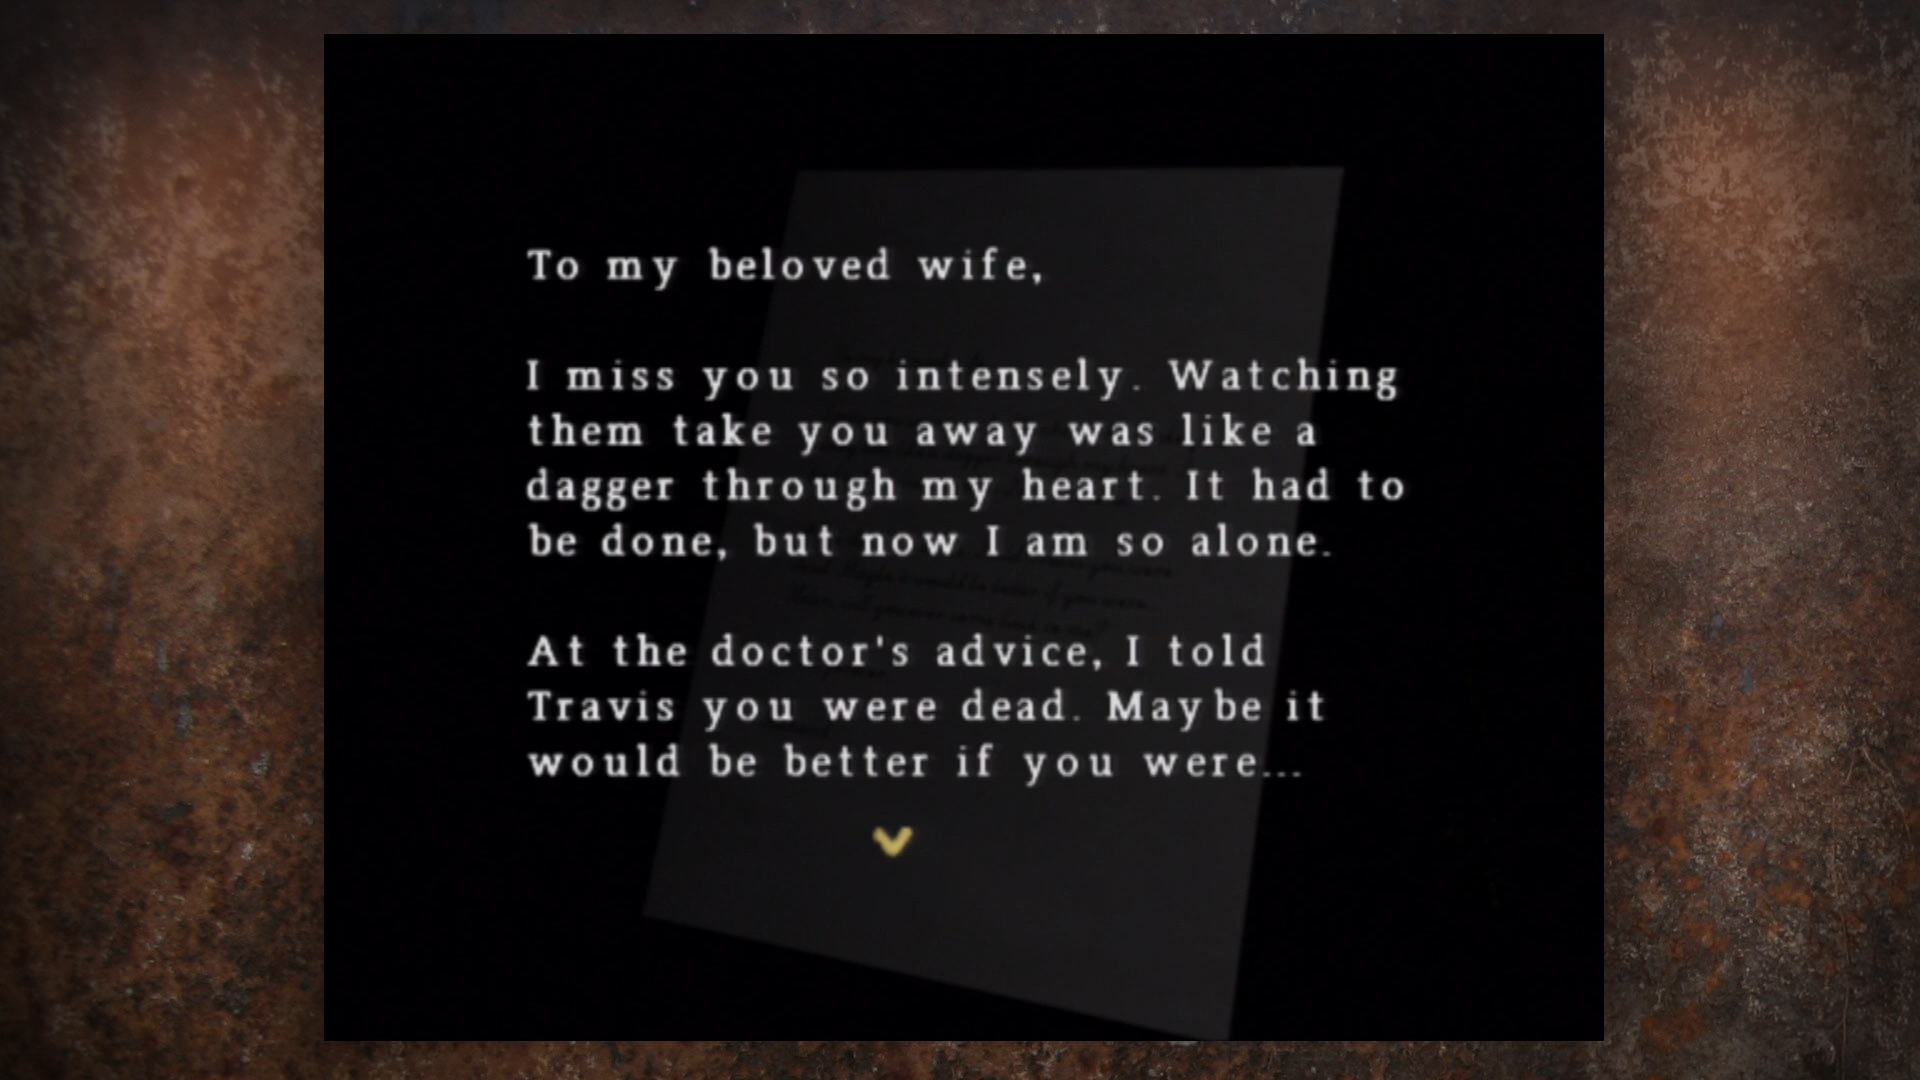 To my beloved wife,
I miss you so intensely. Watching
them take you away was like a
dagger through my heart. It had to
be done, but now I am so alone.
At the doctor's advice, I told
Travis you were dead. Maybe it
would be better if you were...